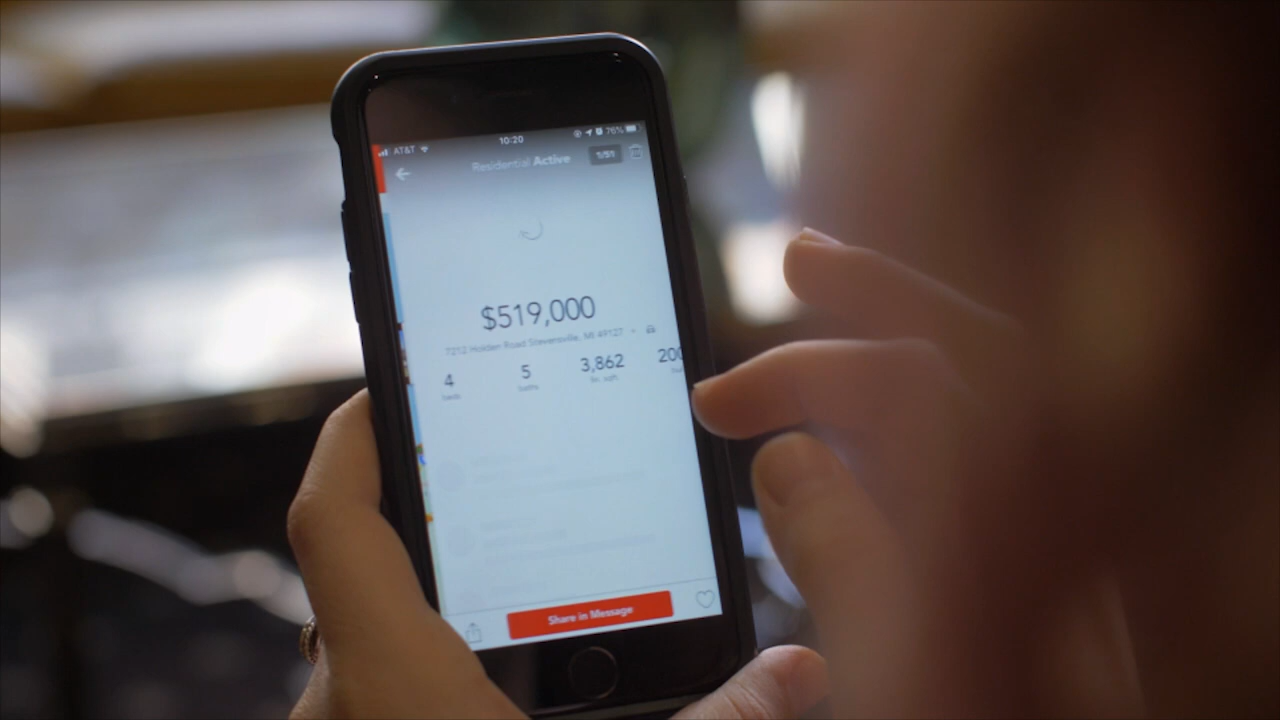 AT&T 10:20 76%
Residential Active 1/51
$519,000
7212 Holden Road Stevensville, MI 49127
4 5 3,862 200
beds baths sq.ft
Share in Message